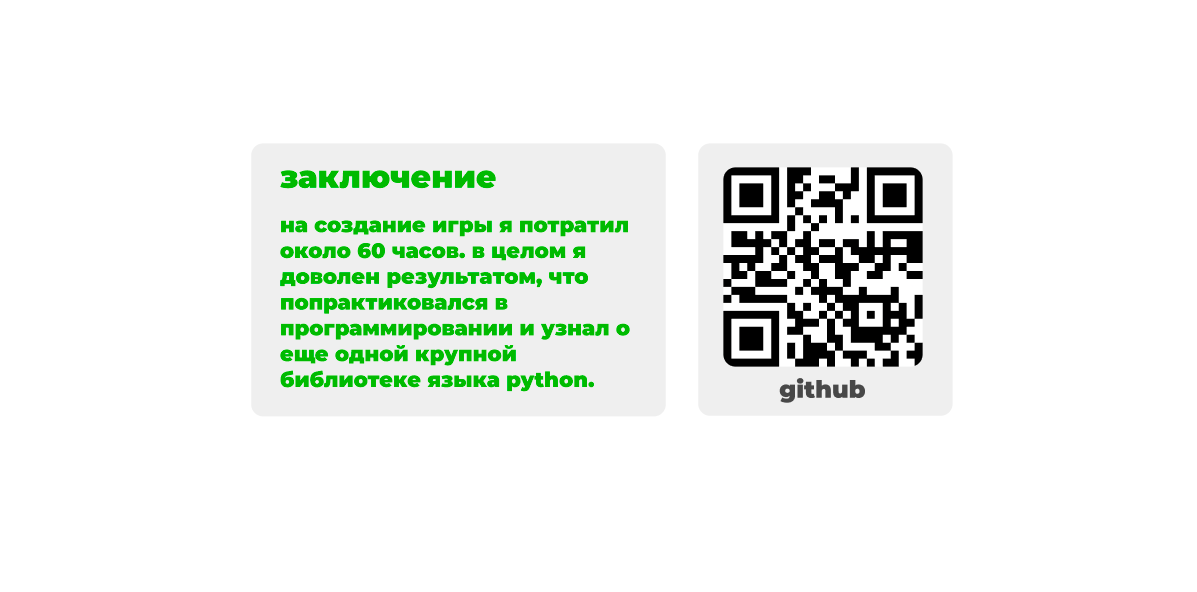 заключение
на создание игры я потратил
около 60 часов. в целом я
доволен результатом, что
попрактиковался в
программировании и узнал о
еще одной крупной
библиотеке языка python.
github